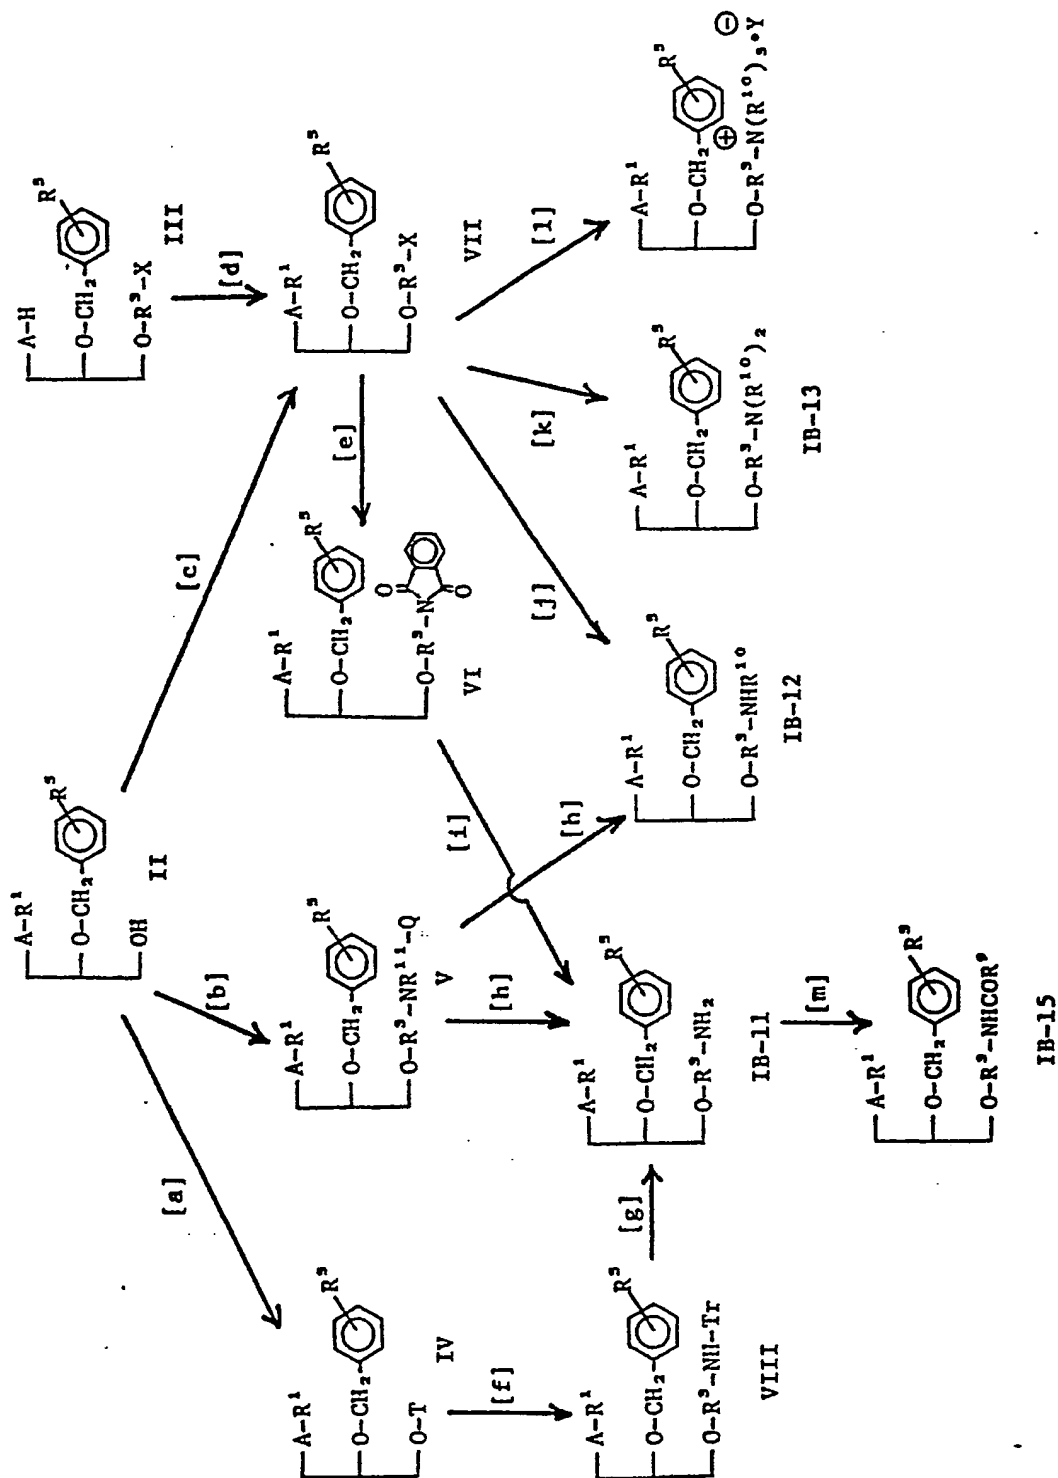 A-R¹
O-CH₂-
R⁵
OH
II
A-H
O-CH₂-
R⁵
O-R³-X
III
[a]
[b]
[c]
[d]
A-R¹
O-CH₂-
R⁵
O-T
IV
A-R¹
O-CH₂-
R⁵
O-R³-NR¹¹-Q
V
A-R¹
O-CH₂-
R⁵
O-R³-N
O
O
VI
[e]
A-R¹
O-CH₂-
R⁵
O-R³-X
VII
[f]
[h]
[i]
[h]
[j]
[k]
[l]
A-R¹
O-CH₂-
R⁵
O-R³-NH-Tr
VIII
[g]
A-R¹
O-CH₂-
R⁵
O-R³-NH₂
IB-11
A-R¹
O-CH₂-
R⁵
O-R³-NHR¹⁰
IB-12
A-R¹
O-CH₂-
R⁵
O-R³-N(R¹⁰)₂
IB-13
A-R¹
O-CH₂-
R⁵
⊕ ⊖
O-R³-N(R¹⁰)₃•Y
[m]
A-R¹
O-CH₂-
R⁵
O-R³-NHCOR⁹
IB-15